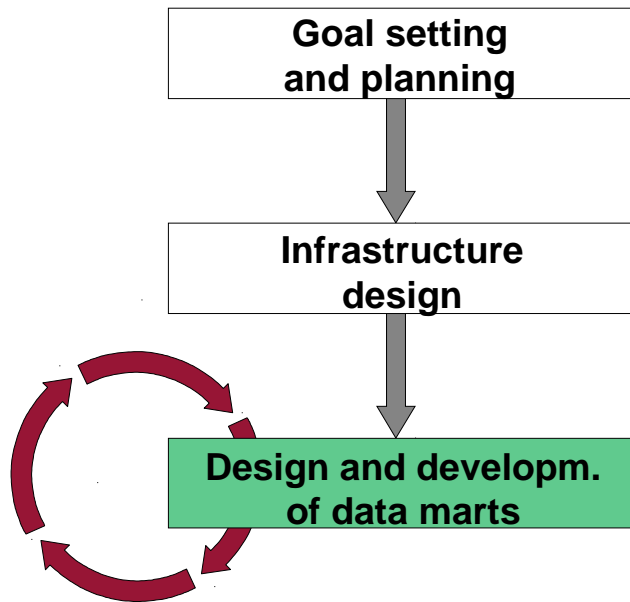 Goal setting
and planning
Infrastructure
design
Design and developm.
of data marts